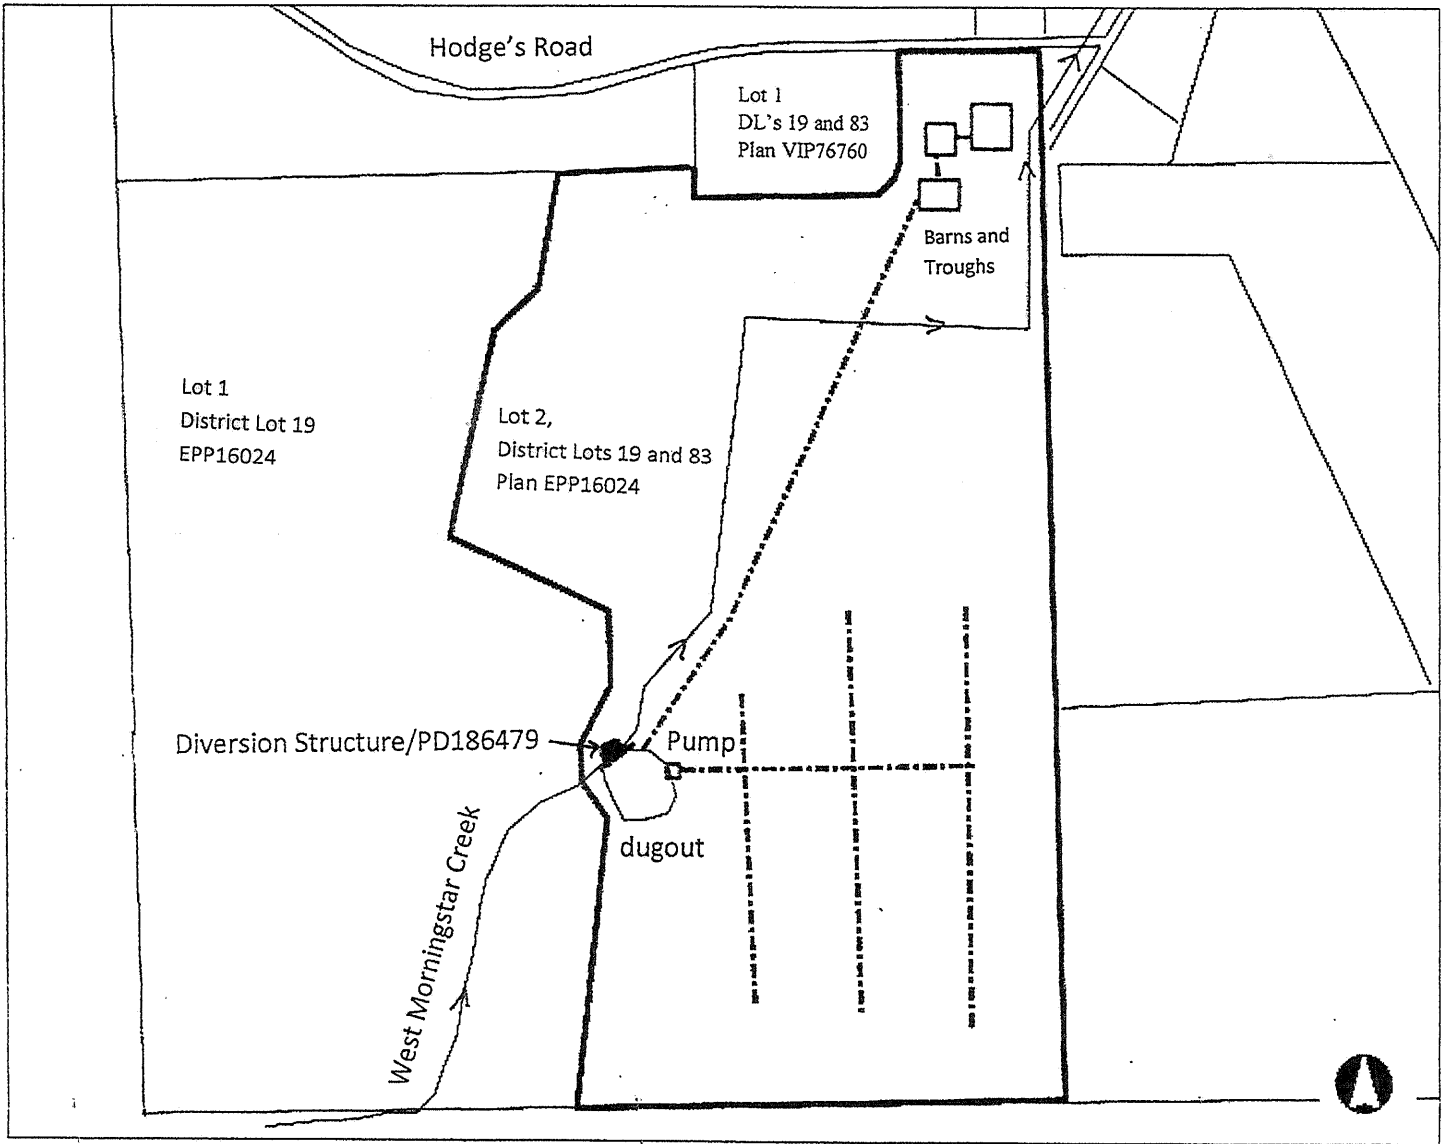 Hodge's Road
Lot 1
DL's 19 and 83
Plan VIP76760
Barns and
Troughs
Lot 1
District Lot 19
EPP16024
Lot 2,
District Lots 19 and 83
Plan EPP16024
Diversion Structure/PD186479
Pump
dugout
West Morningstar Creek